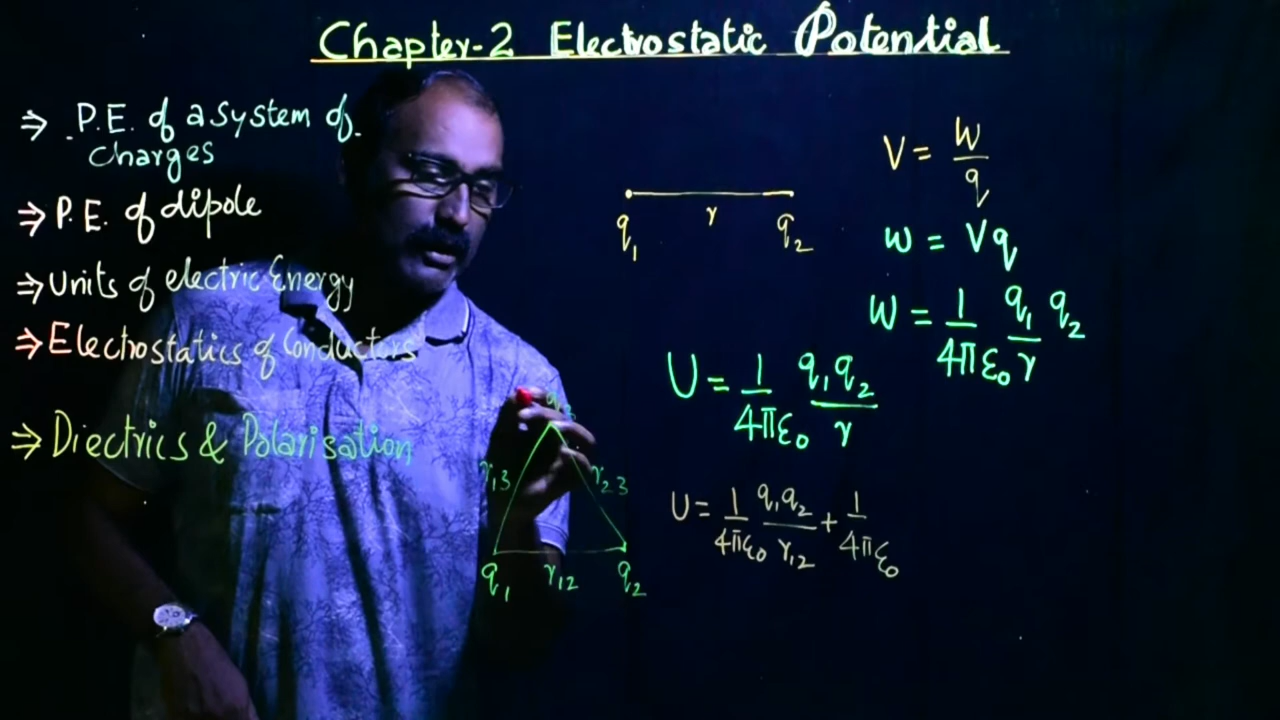 Chapter-2 Electrostatic Potential
⇒ P.E. of a system of
charges
⇒ P.E. of dipole
⇒ Units of electric Energy
⇒ Electrostatics of Conductors
⇒ Diectrics & Polarisation
q₁ r q₂
V = W/q
W = Vq
W = 1/4πε₀ q₁/r q₂
U = 1/4πε₀ q₁q₂/r
r₁₃ r₂₃
q₁ r₁₂ q₂
U = 1/4πε₀ q₁q₂/r₁₂ + 1/4πε₀